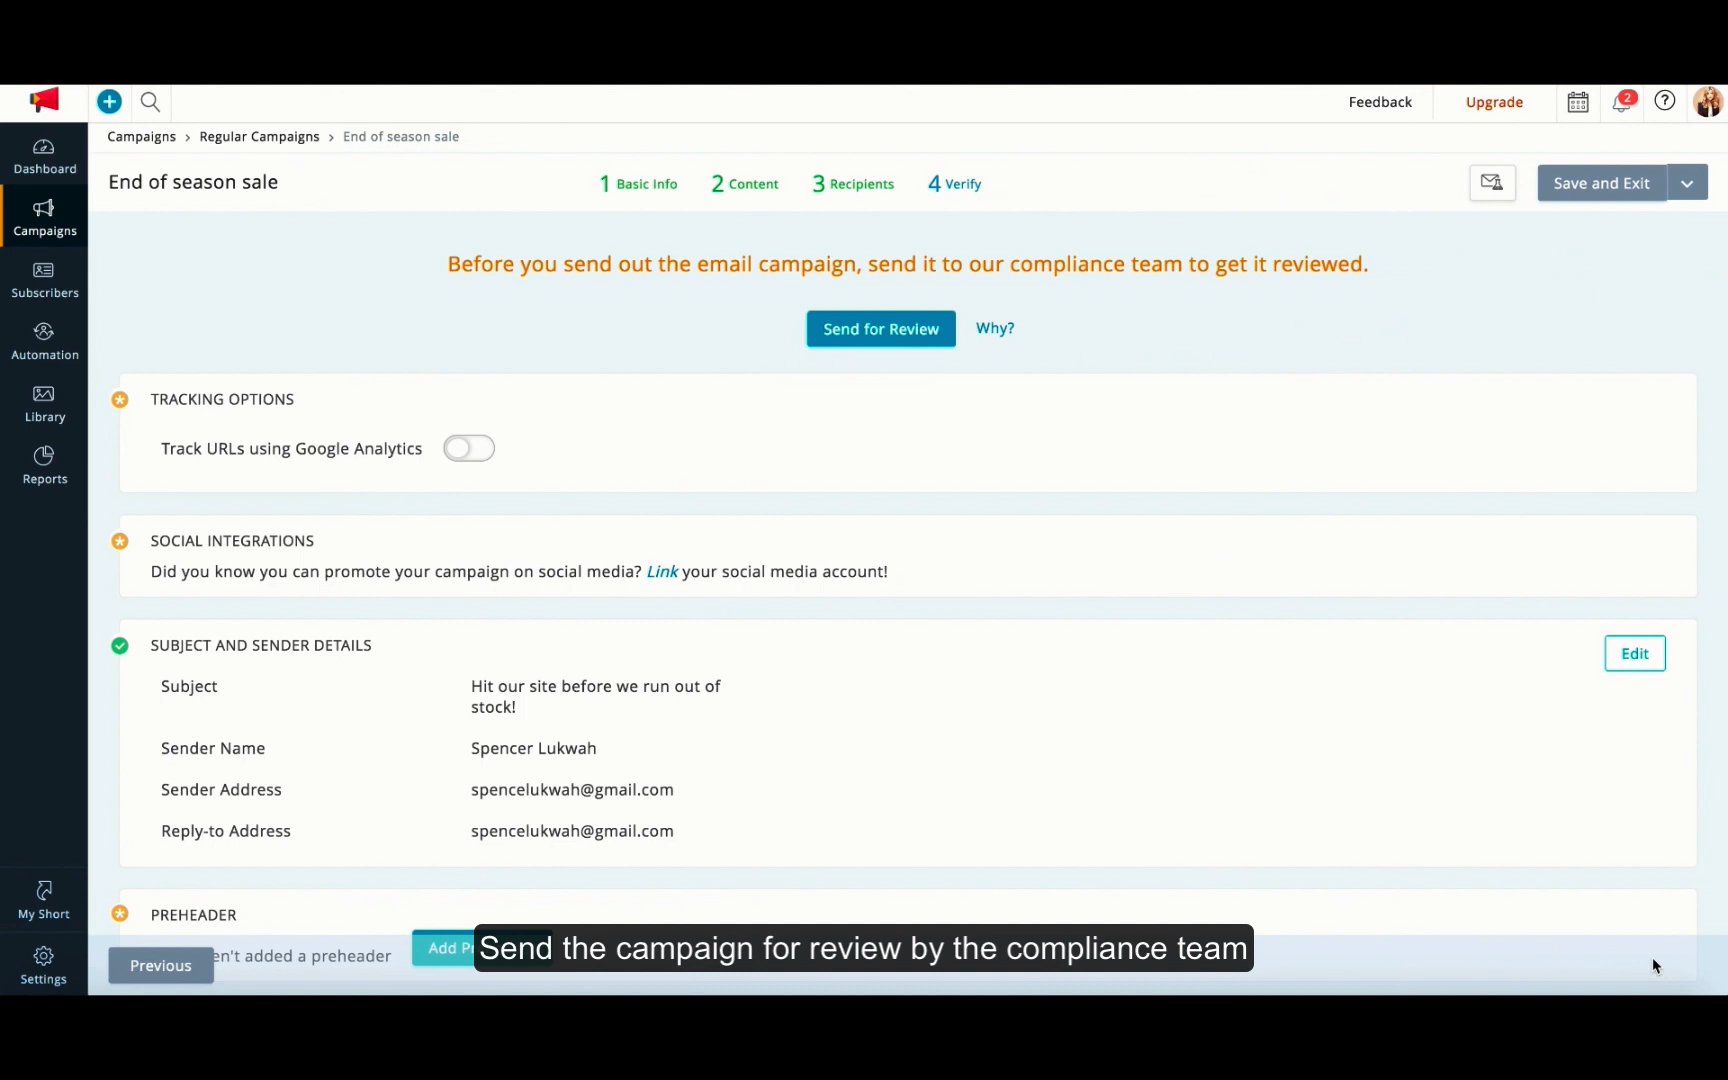 Feedback
Upgrade
2
Campaigns > Regular Campaigns > End of season sale
Dashboard
End of season sale
1 Basic Info
2 Content
3 Recipients
4 Verify
Save and Exit
Campaigns
Before you send out the email campaign, send it to our compliance team to get it reviewed.
Subscribers
Send for Review
Why?
Automation
TRACKING OPTIONS
Library
Track URLs using Google Analytics
Reports
SOCIAL INTEGRATIONS
Did you know you can promote your campaign on social media? Link your social media account!
SUBJECT AND SENDER DETAILS
Edit
Subject
Hit our site before we run out of
stock!
Sender Name
Spencer Lukwah
Sender Address
spencelukwah@gmail.com
Reply-to Address
spencelukwah@gmail.com
My Short
PREHEADER
Previous
en't added a preheader
Add Pr
Send the campaign for review by the compliance team
Settings